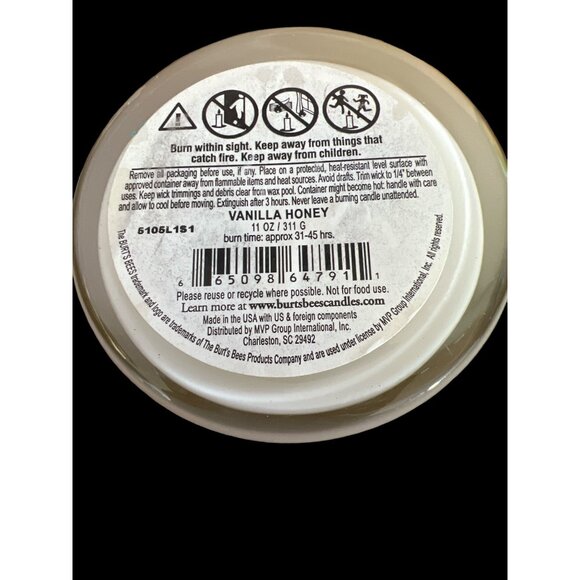 Burn within sight. Keep away from things that
catch fire. Keep away from children.
Remove all packaging before use, if any. Place on a protected, heat-resistant level surface with
approved container away from flammable items and heat sources. Avoid drafts. Trim wick to 1/4" between
uses. Keep wick trimmings and debris clear from wax pool. Container might become hot: handle with care
and allow to cool before moving. Extinguish after 3 hours. Never leave a burning candle unattended.
VANILLA HONEY
5105L1S1
11 OZ / 311 G
burn time: approx 31-45 hrs.
6 65098 64791 1
Please reuse or recycle where possible. Not for food use.
Learn more at www.burtsbeescandles.com
Made in the USA with US & foreign components
Distributed by MVP Group International, Inc.
Charleston, SC 29492
The BURT'S BEES trademark and logo are trademarks of The Burt's Bees Products Company and are used under license by MVP Group International, Inc. All rights reserved.